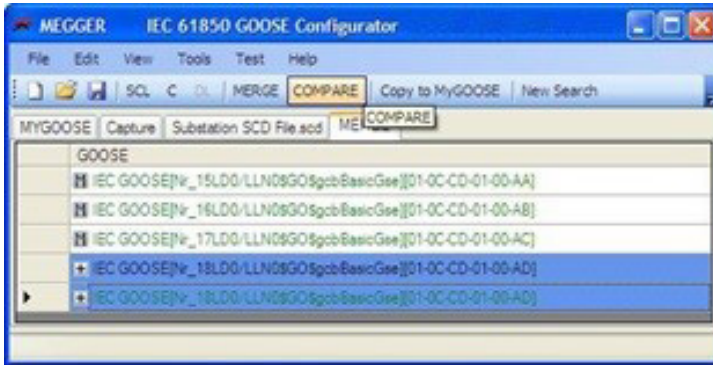 MEGGER IEC 61850 GOOSE Configurator
File Edit View Tools Test Help
SCL C DL MERGE COMPARE Copy to MyGOOSE New Search
MYGOOSE Capture Substation SCD File.scd ME
COMPARE
GOOSE
IEC GOOSE[Nr_15LD0/LLN0$GO$gcbBasicGse][01-0C-CD-01-00-AA]
IEC GOOSE[Nr_16LD0/LLN0$GO$gcbBasicGse][01-0C-CD-01-00-AB]
IEC GOOSE[Nr_17LD0/LLN0$GO$gcbBasicGse][01-0C-CD-01-00-AC]
IEC GOOSE[Nr_18LD0/LLN0$GO$gcbBasicGse][01-0C-CD-01-00-AD]
IEC GOOSE[Nr_18LD0/LLN0$GO$gcbBasicGse][01-0C-CD-01-00-AD]